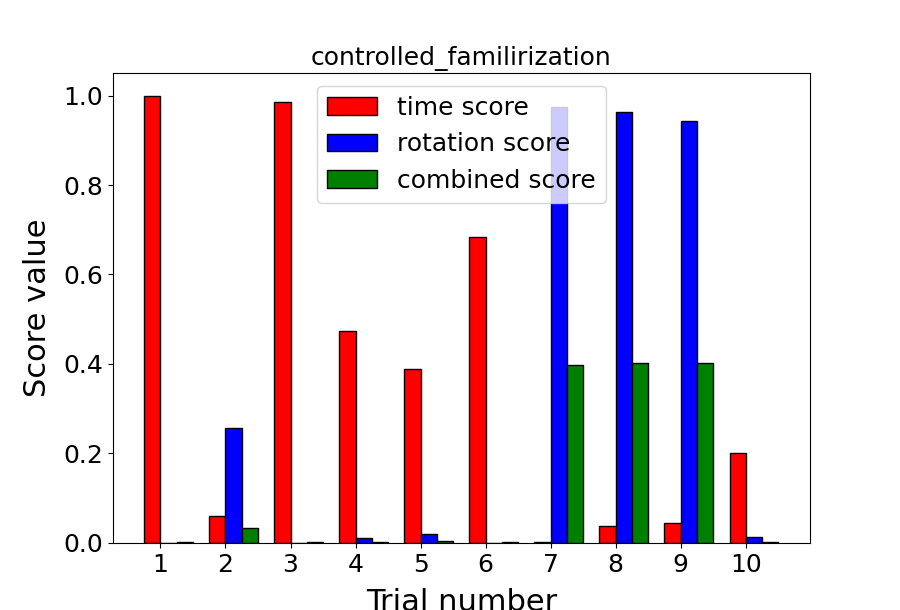 controlled_familirization
time score
rotation score
combined score
Score value
1.0
0.8
0.6
0.4
0.2
0.0
1 2 3 4 5 6 7 8 9 10
Trial number